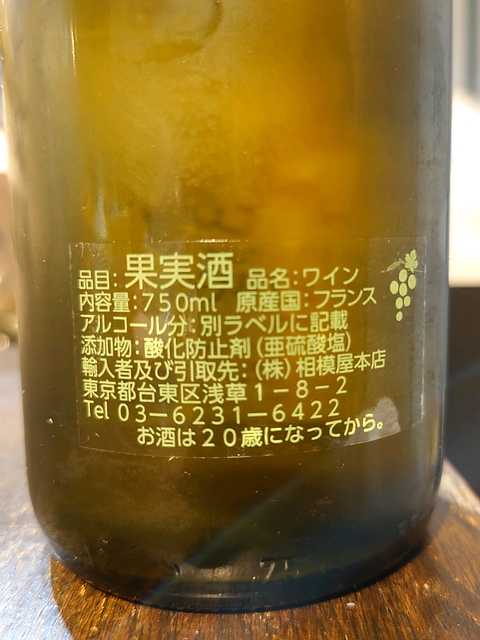 品目：果実酒 品名：ワイン
内容量：750ml 原産国：フランス
アルコール分：別ラベルに記載
添加物：酸化防止剤（亜硫酸塩）
輸入者及び引取先：（株）相模屋本店
東京都台東区浅草1－8－2
Tel 03－6231－6422
お酒は20歳になってから。